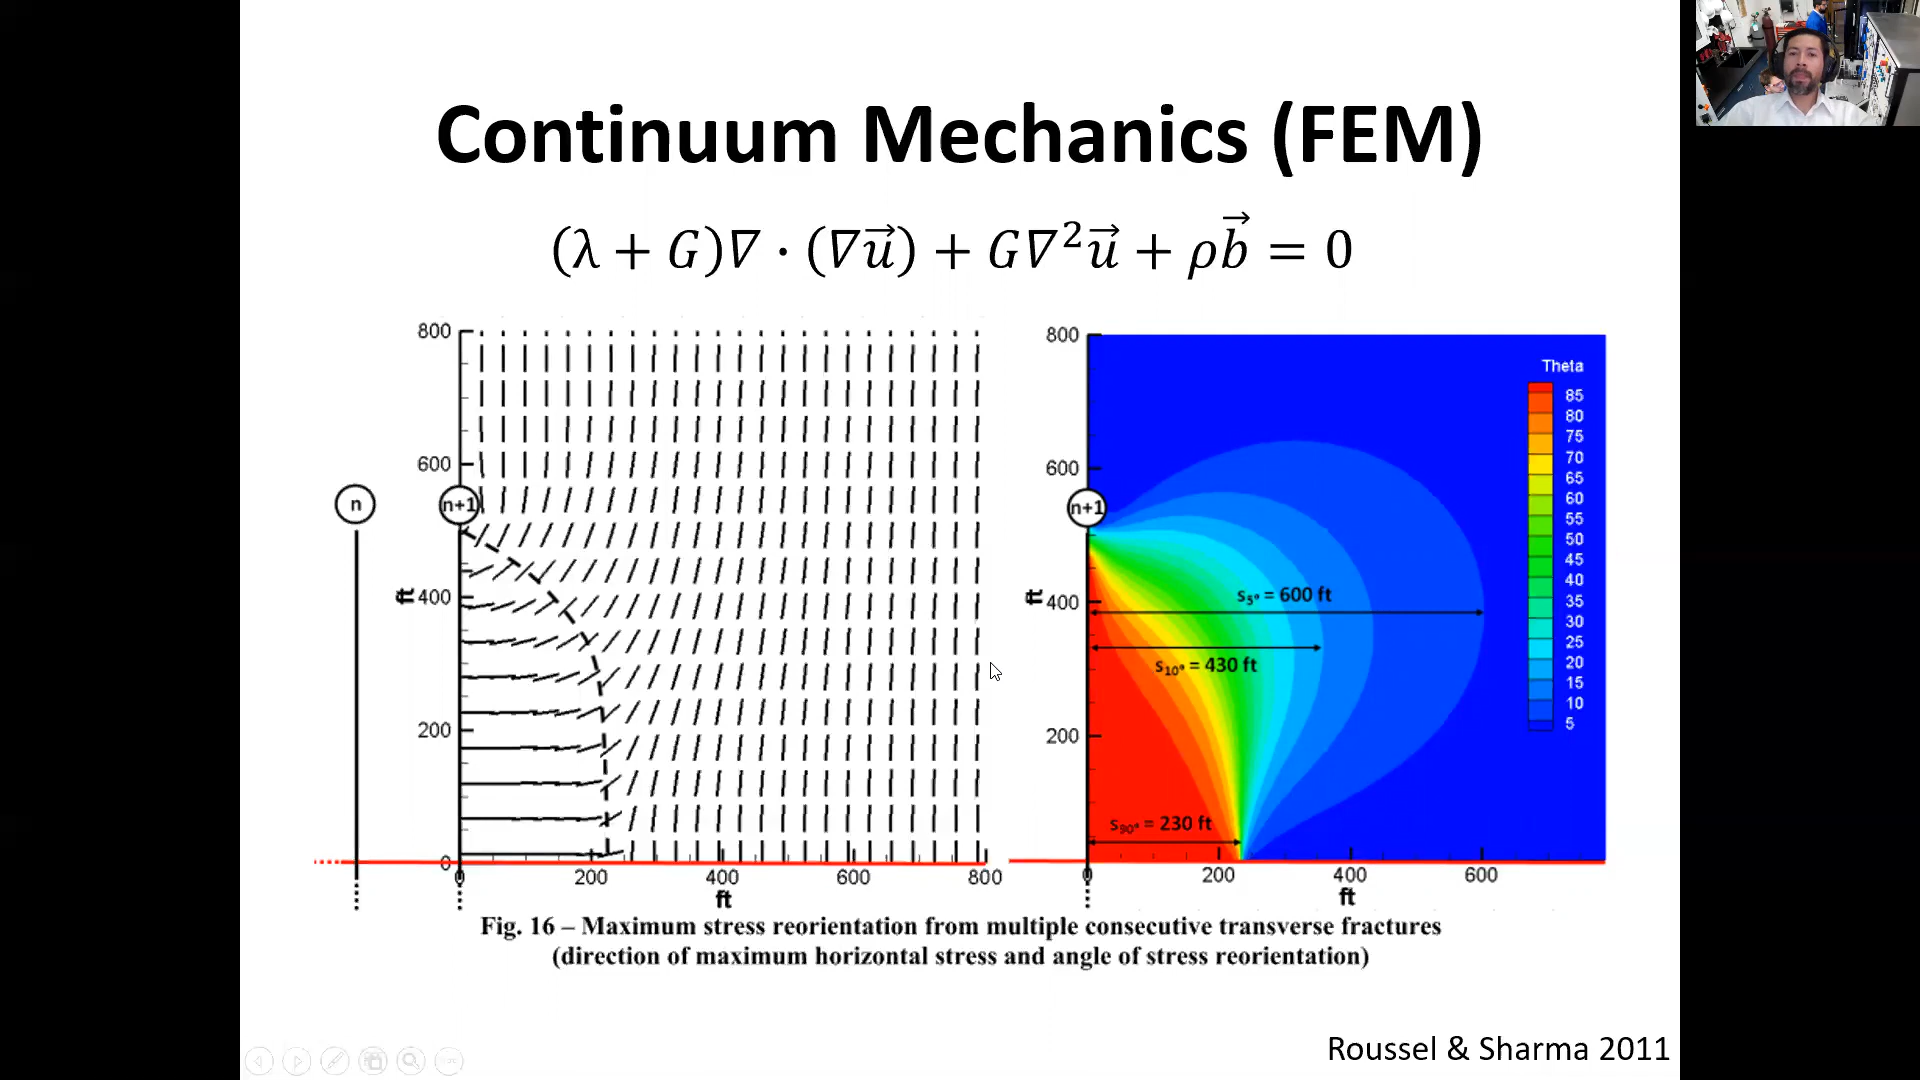 Continuum Mechanics (FEM)
(λ + G)∇ · (∇u⃗) + G∇²u⃗ + ρb⃗ = 0
800
600
400
200
0
ft
n
n+1
0 200 400 600 800
ft
800
600
400
200
ft
n+1
S₅° = 600 ft
S₁₀° = 430 ft
S₉₀° = 230 ft
0 200 400 600
ft
Theta
85
80
75
70
65
60
55
50
45
40
35
30
25
20
15
10
5
Fig. 16 – Maximum stress reorientation from multiple consecutive transverse fractures
(direction of maximum horizontal stress and angle of stress reorientation)
Roussel & Sharma 2011